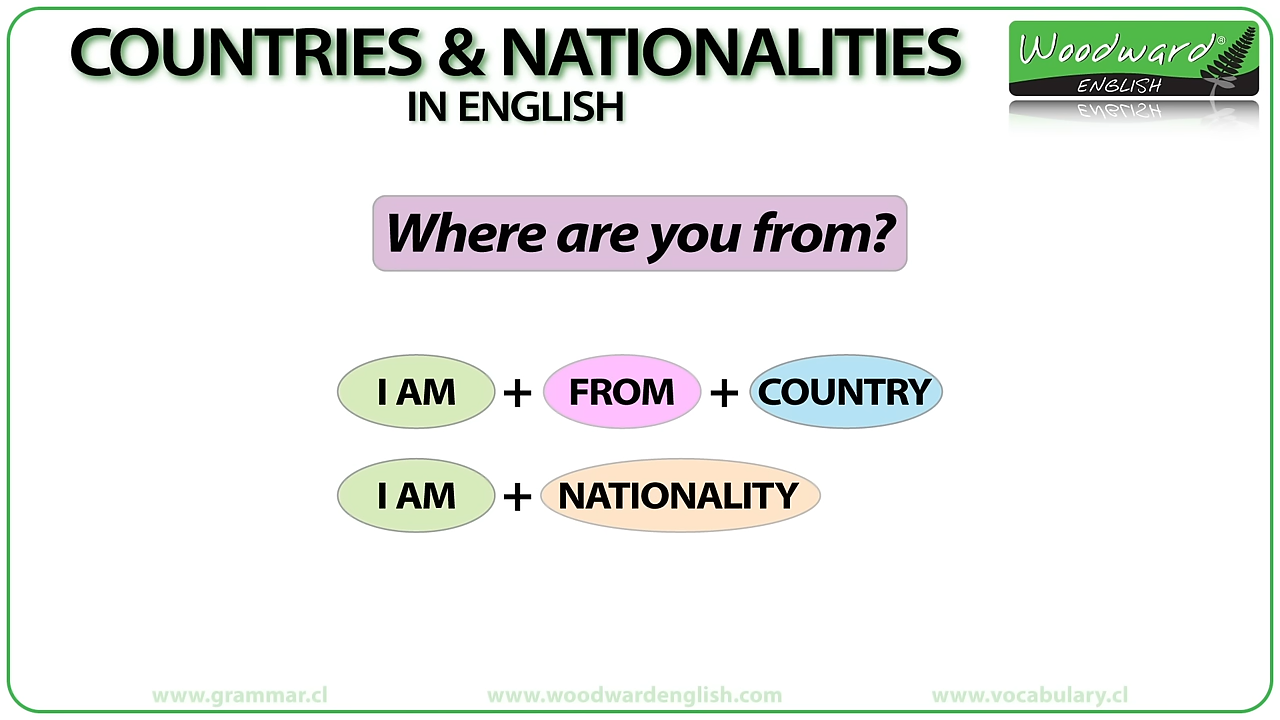 COUNTRIES & NATIONALITIES
IN ENGLISH
Woodward®
ENGLISH
Where are you from?
I AM + FROM + COUNTRY
I AM + NATIONALITY
www.grammar.cl www.woodwardenglish.com www.vocabulary.cl